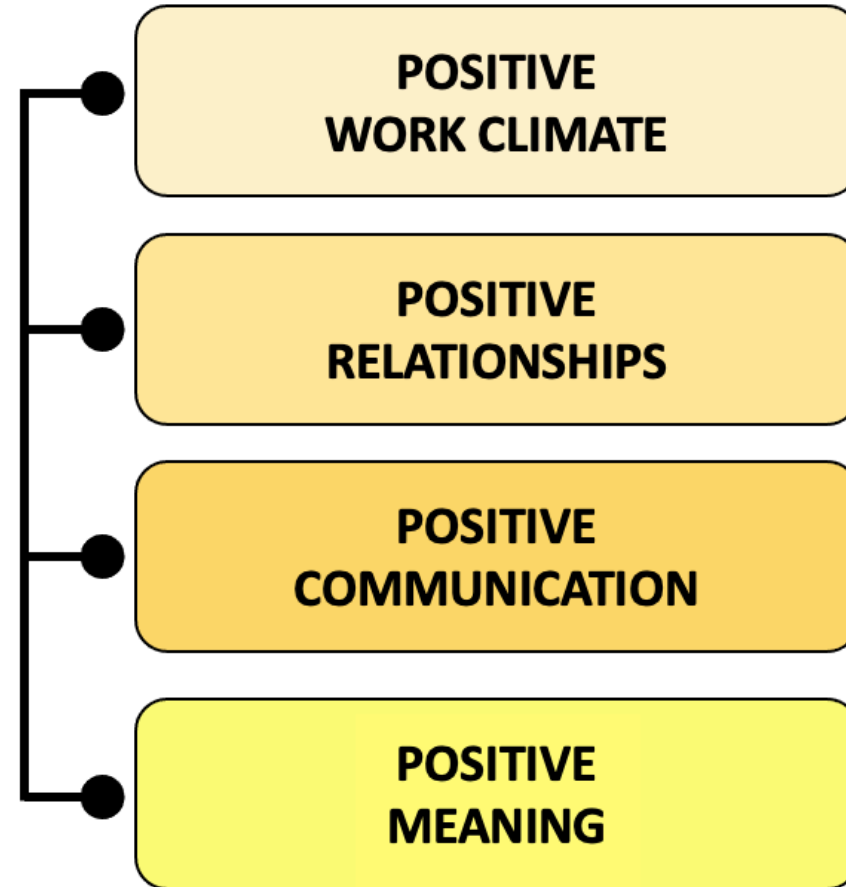 POSITIVE
WORK CLIMATE
POSITIVE
RELATIONSHIPS
POSITIVE
COMMUNICATION
POSITIVE
MEANING